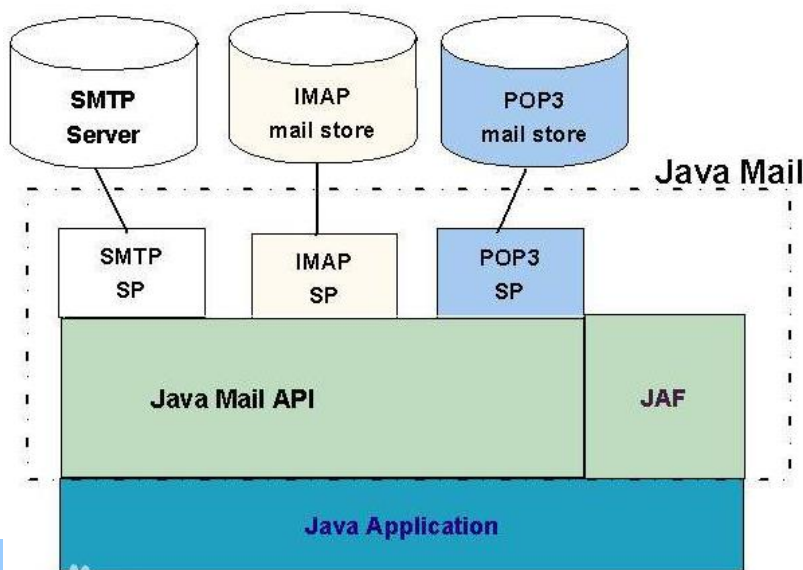 SMTP
Server
IMAP
mail store
POP3
mail store
Java Mail
SMTP
SP
IMAP
SP
POP3
SP
Java Mail API
JAF
Java Application